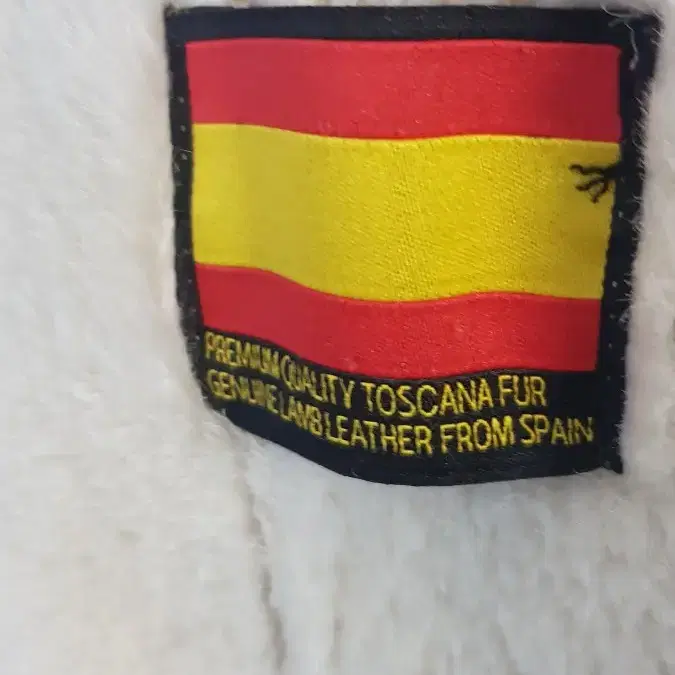 PREMIUM QUALITY TOSCANA FUR
GENUINE LAMB LEATHER FROM SPAIN